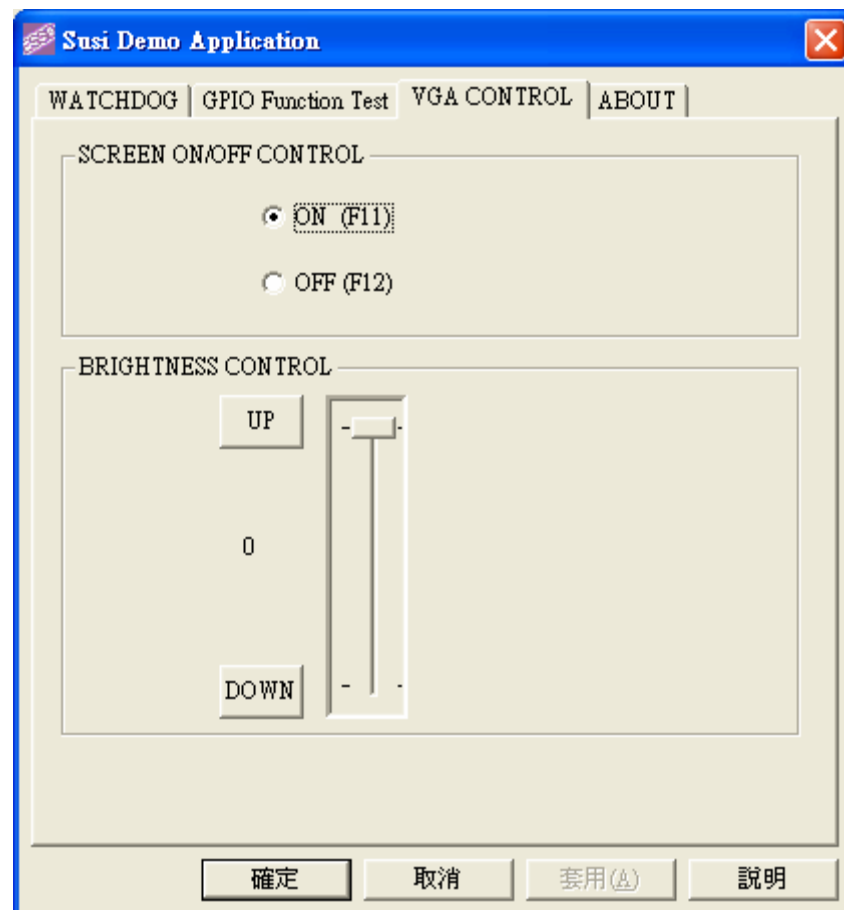 Susi Demo Application
WATCHDOG GPIO Function Test VGA CONTROL ABOUT
SCREEN ON/OFF CONTROL
ON (F11)
OFF (F12)
BRIGHTNESS CONTROL
UP
0
DOWN
確定 取消 套用(A) 說明